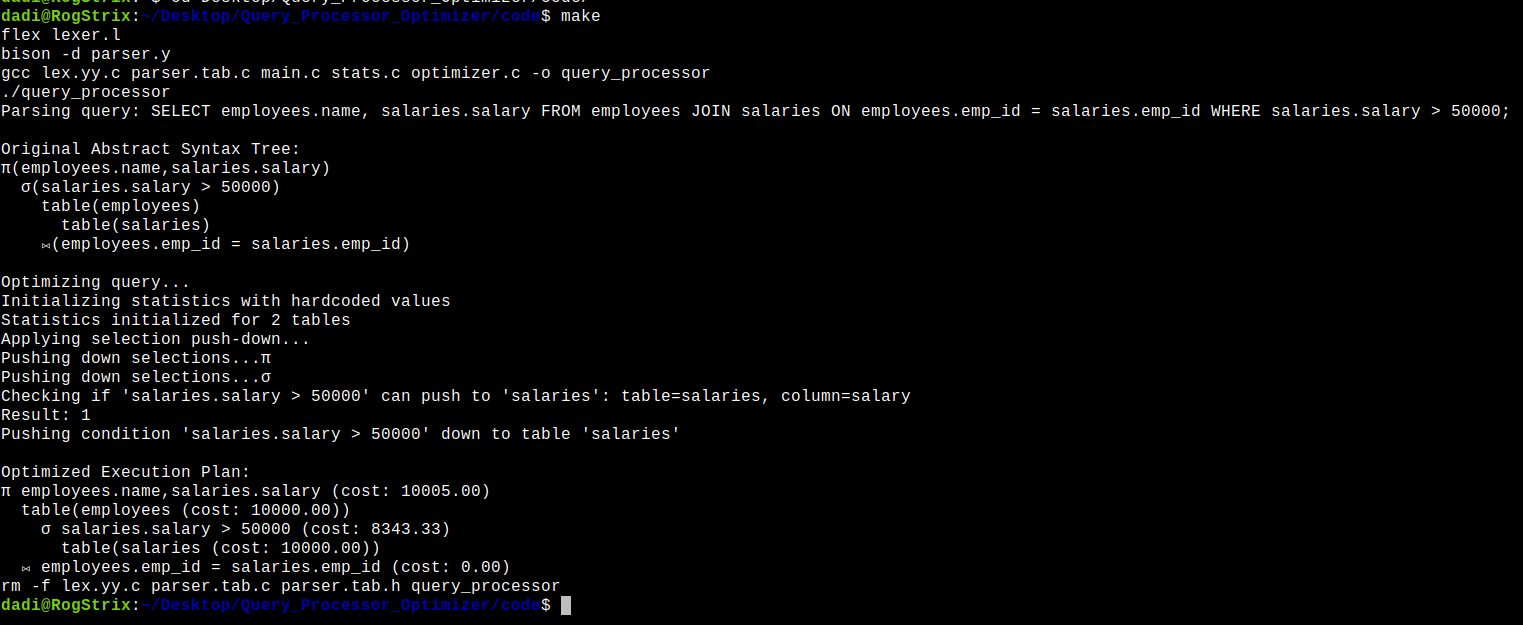 dadi@RogStrix:~$ cd Desktop/Query_Processor_Optimizer/code/
dadi@RogStrix:~/Desktop/Query_Processor_Optimizer/code$ make
flex lexer.l
bison -d parser.y
gcc lex.yy.c parser.tab.c main.c stats.c optimizer.c -o query_processor
./query_processor
Parsing query: SELECT employees.name, salaries.salary FROM employees JOIN salaries ON employees.emp_id = salaries.emp_id WHERE salaries.salary > 50000;
Original Abstract Syntax Tree:
π(employees.name,salaries.salary)
  σ(salaries.salary > 50000)
    table(employees)
      table(salaries)
    ⋈(employees.emp_id = salaries.emp_id)
Optimizing query...
Initializing statistics with hardcoded values
Statistics initialized for 2 tables
Applying selection push-down...
Pushing down selections...π
Pushing down selections...σ
Checking if 'salaries.salary > 50000' can push to 'salaries': table=salaries, column=salary
Result: 1
Pushing condition 'salaries.salary > 50000' down to table 'salaries'
Optimized Execution Plan:
π employees.name,salaries.salary (cost: 10005.00)
  table(employees (cost: 10000.00))
    σ salaries.salary > 50000 (cost: 8343.33)
      table(salaries (cost: 10000.00))
  ⋈ employees.emp_id = salaries.emp_id (cost: 0.00)
rm -f lex.yy.c parser.tab.c parser.tab.h query_processor
dadi@RogStrix:~/Desktop/Query_Processor_Optimizer/code$